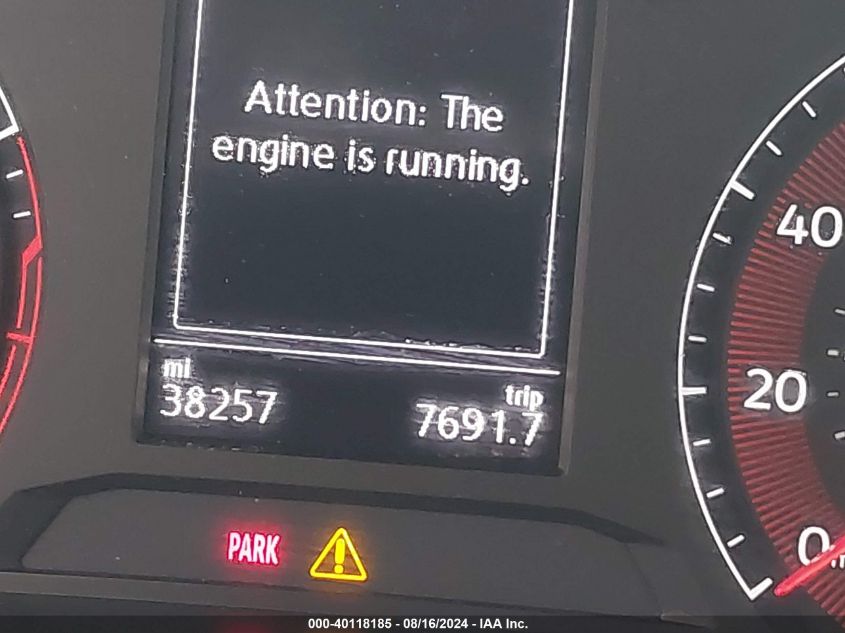 Attention: The
engine is running.
mi
38257
trip
7691.7
40
20
0
PARK
000-40118185 - 08/16/2024 - IAA Inc.